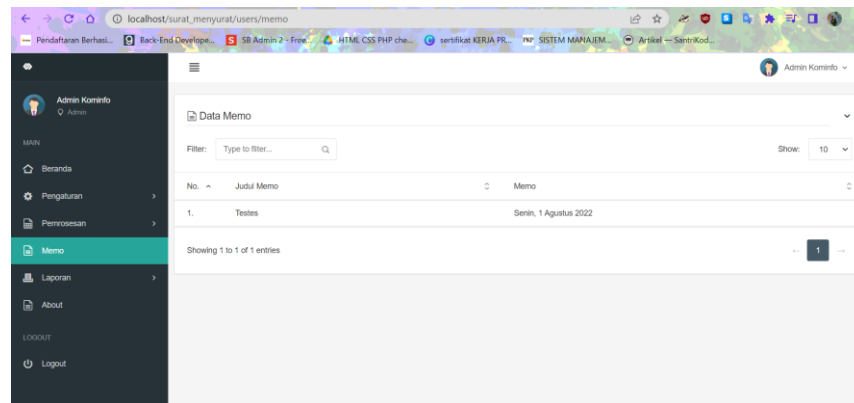 localhost/surat_menyurat/users/memo
Pendaftaran Berhasi... Back-End Develope... SB Admin 2 - Free... HTML CSS PHP che... sertifikat KERJA PR... SISTEM MANAJEM... Artikel — SantriKod...
Admin Kominfo
Admin Kominfo
Admin
Data Memo
MAIN
Filter: Type to filter... Show: 10
Beranda
No. Judul Memo Memo
Pengaturan
1. Testes Senin, 1 Agustus 2022
Pemrosesan
Memo
Showing 1 to 1 of 1 entries ← 1 →
Laporan
About
LOGOUT
Logout